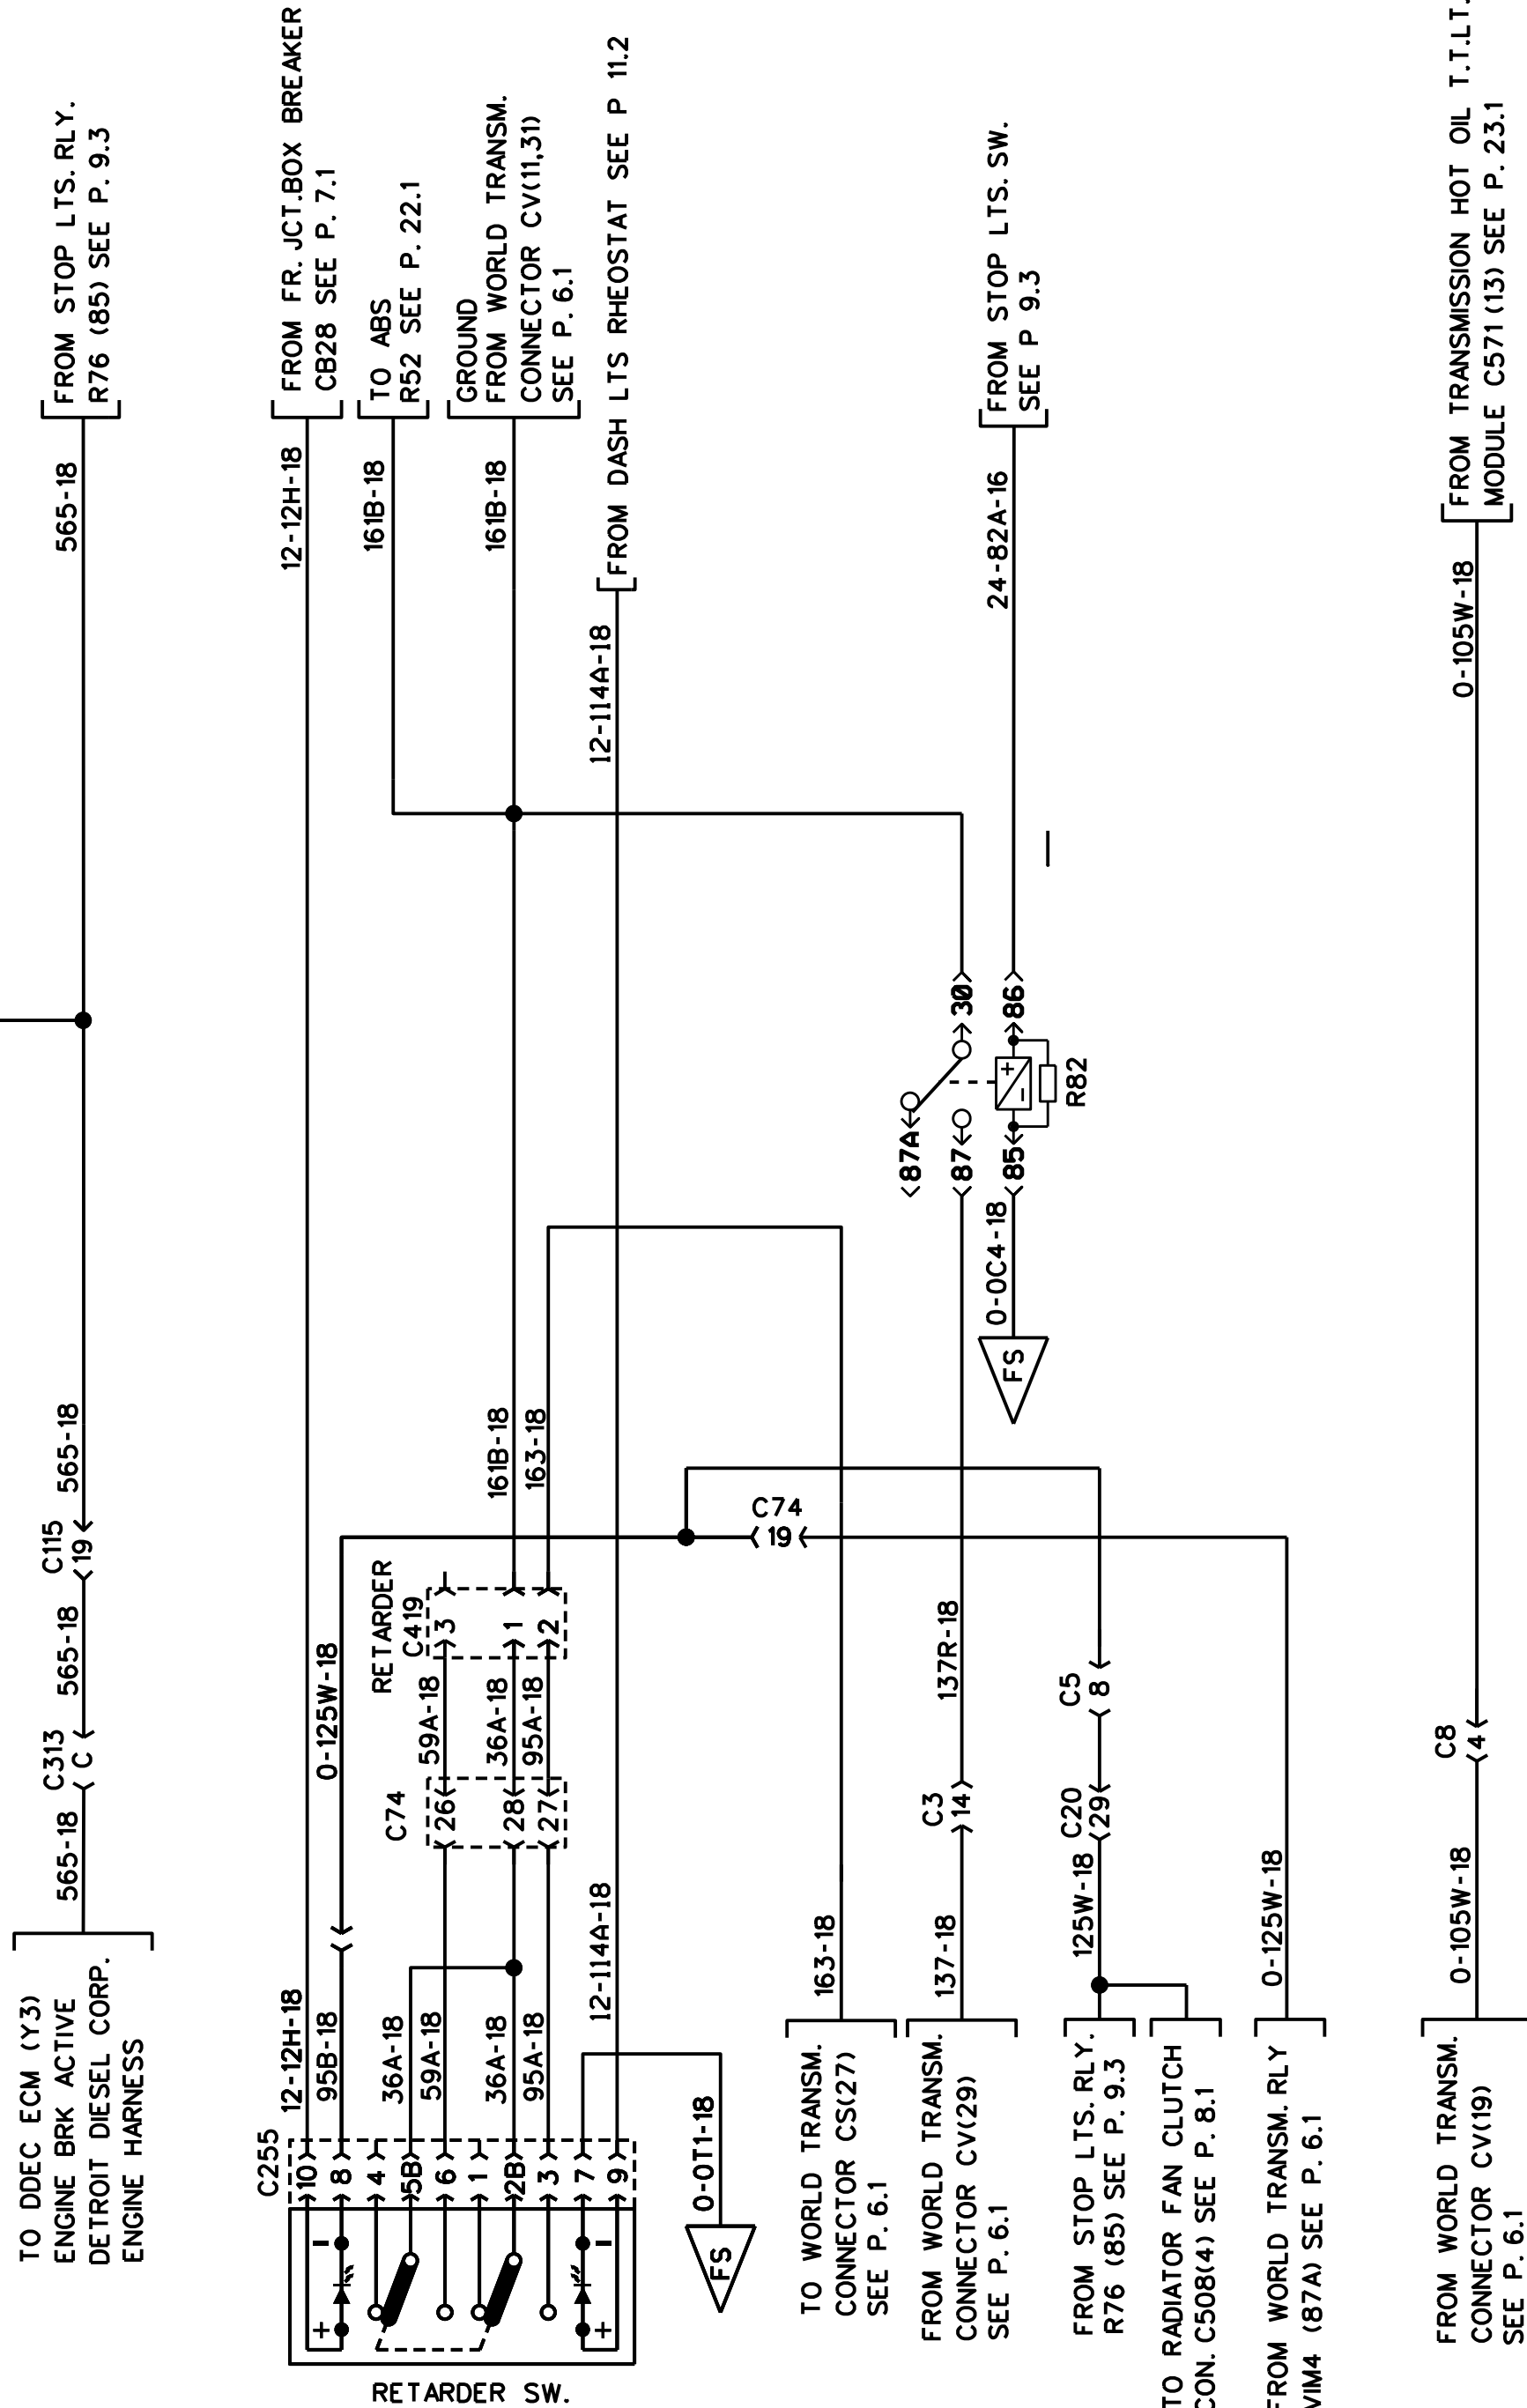 FROM STOP LTS. RLY.
R76 (85) SEE P. 9.3
565-18
565-18
C115
19
565-18
C313
C
565-18
TO DDEC ECM (Y3)
ENGINE BRK ACTIVE
DETROIT DIESEL CORP.
ENGINE HARNESS
FROM FR. JCT.BOX BREAKER
CB28 SEE P. 7.1
12-12H-18
TO ABS
R52 SEE P. 22.1
161B-18
GROUND
FROM WORLD TRANSM.
CONNECTOR CV(11,31)
SEE P. 6.1
161B-18
FROM DASH LTS RHEOSTAT SEE P 11.2
12-114A-18
161B-18
163-18
0-125W-18
RETARDER
C419
3
1
2
59A-18
36A-18
95A-18
C74
26
28
27
12-12H-18
95B-18
36A-18
59A-18
36A-18
95A-18
12-114A-18
C255
10
8
4
5B
6
1
2B
3
7
9
- +
- +
RETARDER SW.
0-0T1-18
FS
C74
19
FROM STOP LTS. SW.
SEE P 9.3
24-82A-16
30
86
87A
87
85
+ -
R82
0-0C4-18
FS
163-18
TO WORLD TRANSM.
CONNECTOR CS(27)
SEE P. 6.1
137R-18
C3
14
137-18
FROM WORLD TRANSM.
CONNECTOR CV(29)
SEE P. 6.1
C5
8
C20
29
125W-18
FROM STOP LTS. RLY.
R76 (85) SEE P. 9.3
TO RADIATOR FAN CLUTCH
CON. C508(4) SEE P. 8.1
0-125W-18
FROM WORLD TRANSM. RLY
VIM4 (87A) SEE P. 6.1
FROM TRANSMISSION HOT OIL T.T.LT.
MODULE C571 (13) SEE P. 23.1
0-105W-18
C8
4
0-105W-18
FROM WORLD TRANSM.
CONNECTOR CV(19)
SEE P. 6.1